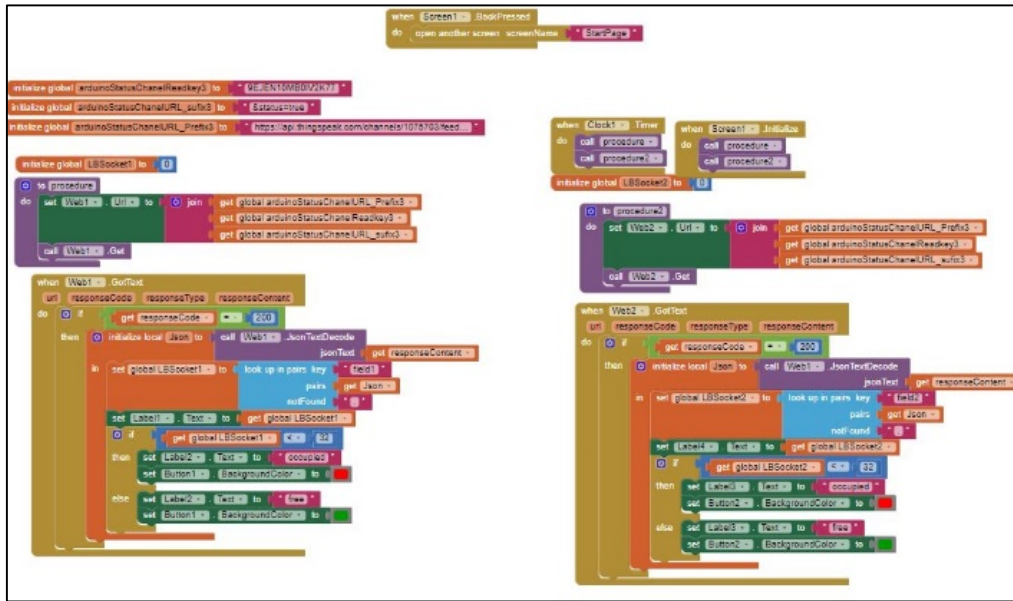 when Screen1 .BackPressed
do open another screen screenName "StartPage"
initialize global arduinoStatusChanelReadkey3 to
initialize global arduinoStatusChanelURL_sufix3 to "&status=true"
initialize global arduinoStatusChanelURL_Prefix3 to "https://api.thingspeak.com/channels/1078763/feed..."
initialize global LBSocket1 to 0
to procedure
do set Web1 . Url to join get global arduinoStatusChanelURL_Prefix3
get global arduinoStatusChanelReadkey3
get global arduinoStatusChanelURL_sufix3
call Web1 .Get
when Web1 .GotText
url responseCode responseType responseContent
do if get responseCode = 200
then initialize local Json to call Web1 .JsonTextDecode
jsonText get responseContent
in set global LBSocket1 to look up in pairs key "field1"
pairs get Json
notFound " "
set Label1 . Text to get global LBSocket1
if get global LBSocket1 < 32
then set Label2 . Text to "occupied"
set Button1 . BackgroundColor to
else set Label2 . Text to "free"
set Button1 . BackgroundColor to
when Clock1 .Timer
do call procedure
call procedure2
when Screen1 .Initialize
do call procedure
call procedure2
initialize global LBSocket2 to 0
to procedure2
do set Web2 . Url to join get global arduinoStatusChanelURL_Prefix3
get global arduinoStatusChanelReadkey3
get global arduinoStatusChanelURL_sufix3
call Web2 .Get
when Web2 .GotText
url responseCode responseType responseContent
do if get responseCode = 200
then initialize local Json to call Web1 .JsonTextDecode
jsonText get responseContent
in set global LBSocket2 to look up in pairs key "field2"
pairs get Json
notFound " "
set Label4 . Text to get global LBSocket2
if get global LBSocket2 < 32
then set Label3 . Text to "occupied"
set Button2 . BackgroundColor to
else set Label3 . Text to "free"
set Button2 . BackgroundColor to